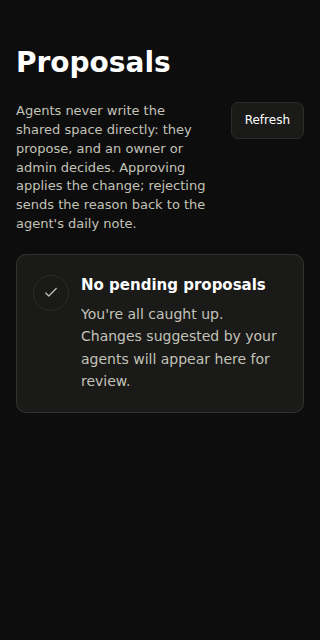 Proposals
Agents never write the
shared space directly: they
propose, and an owner or
admin decides. Approving
applies the change; rejecting
sends the reason back to the
agent's daily note.
Refresh
No pending proposals
You're all caught up.
Changes suggested by your
agents will appear here for
review.